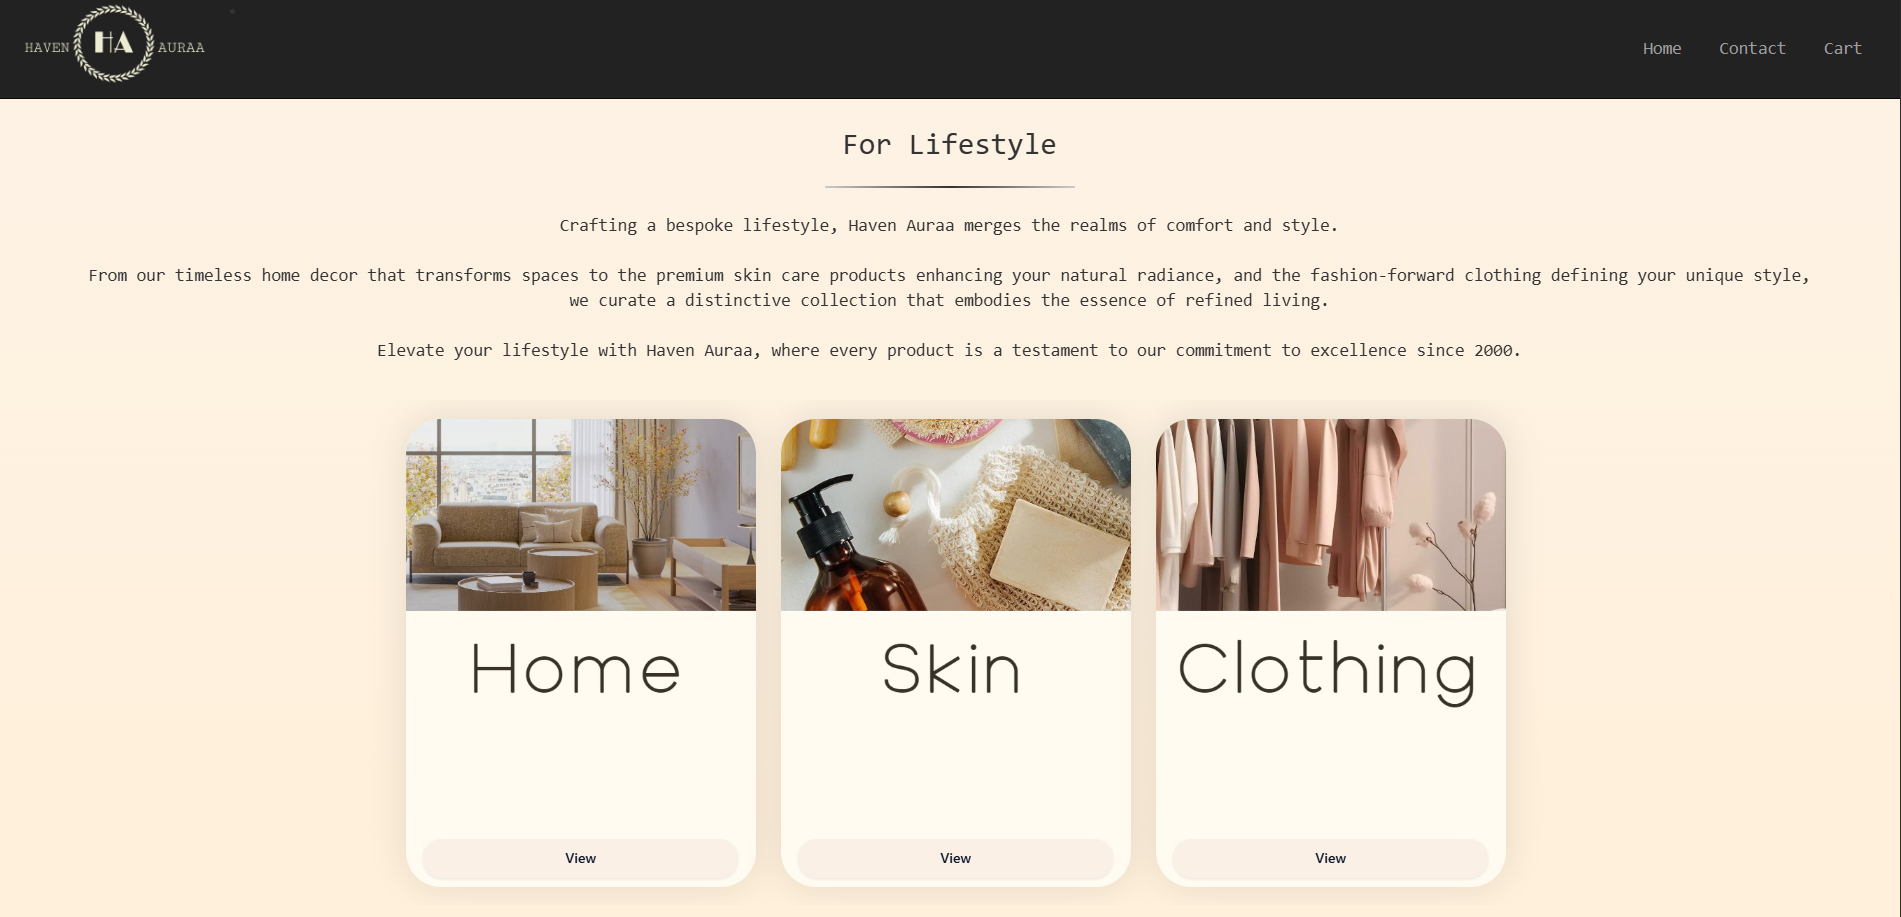 HAVEN HA AURAA
Home Contact Cart
For Lifestyle
Crafting a bespoke lifestyle, Haven Auraa merges the realms of comfort and style.
From our timeless home decor that transforms spaces to the premium skin care products enhancing your natural radiance, and the fashion-forward clothing defining your unique style,
we curate a distinctive collection that embodies the essence of refined living.
Elevate your lifestyle with Haven Auraa, where every product is a testament to our commitment to excellence since 2000.
Home
View
Skin
View
Clothing
View